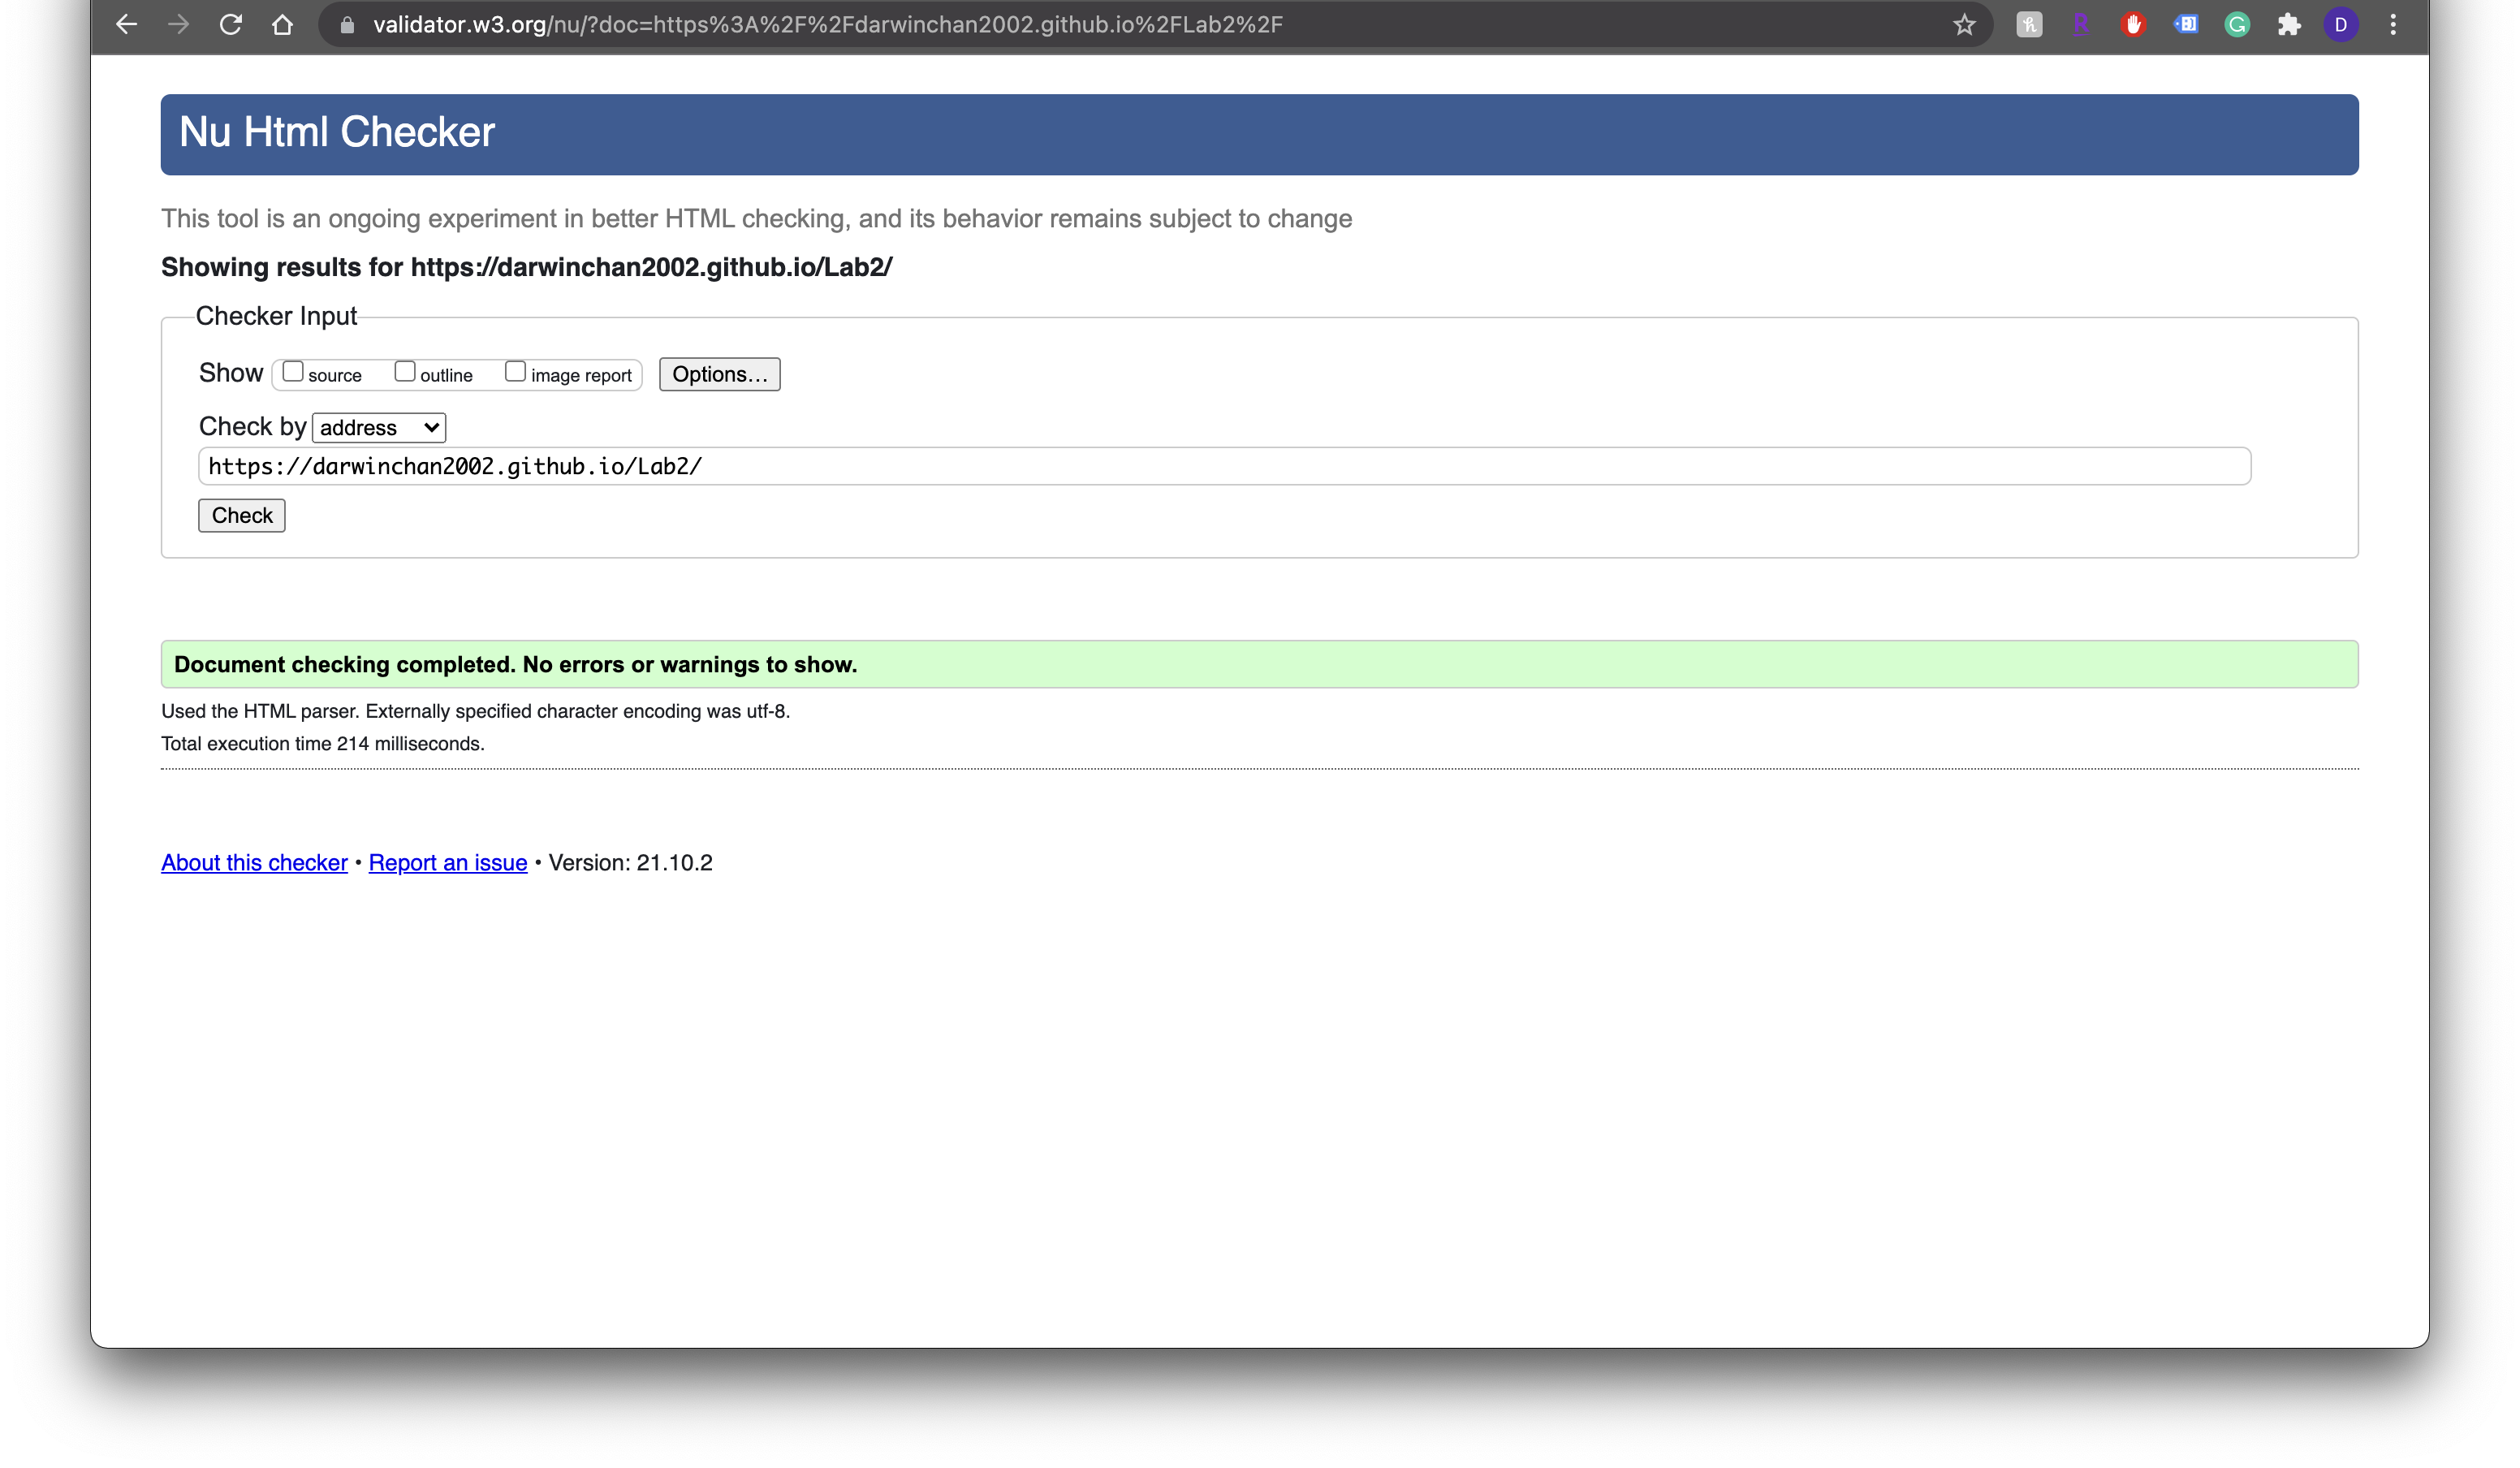 validator.w3.org/nu/?doc=https%3A%2F%2Fdarwinchan2002.github.io%2FLab2%2F
D
Nu Html Checker
This tool is an ongoing experiment in better HTML checking, and its behavior remains subject to change
Showing results for https://darwinchan2002.github.io/Lab2/
Checker Input
Show source outline image report Options...
Check by address
https://darwinchan2002.github.io/Lab2/
Check
Document checking completed. No errors or warnings to show.
Used the HTML parser. Externally specified character encoding was utf-8.
Total execution time 214 milliseconds.
About this checker • Report an issue • Version: 21.10.2